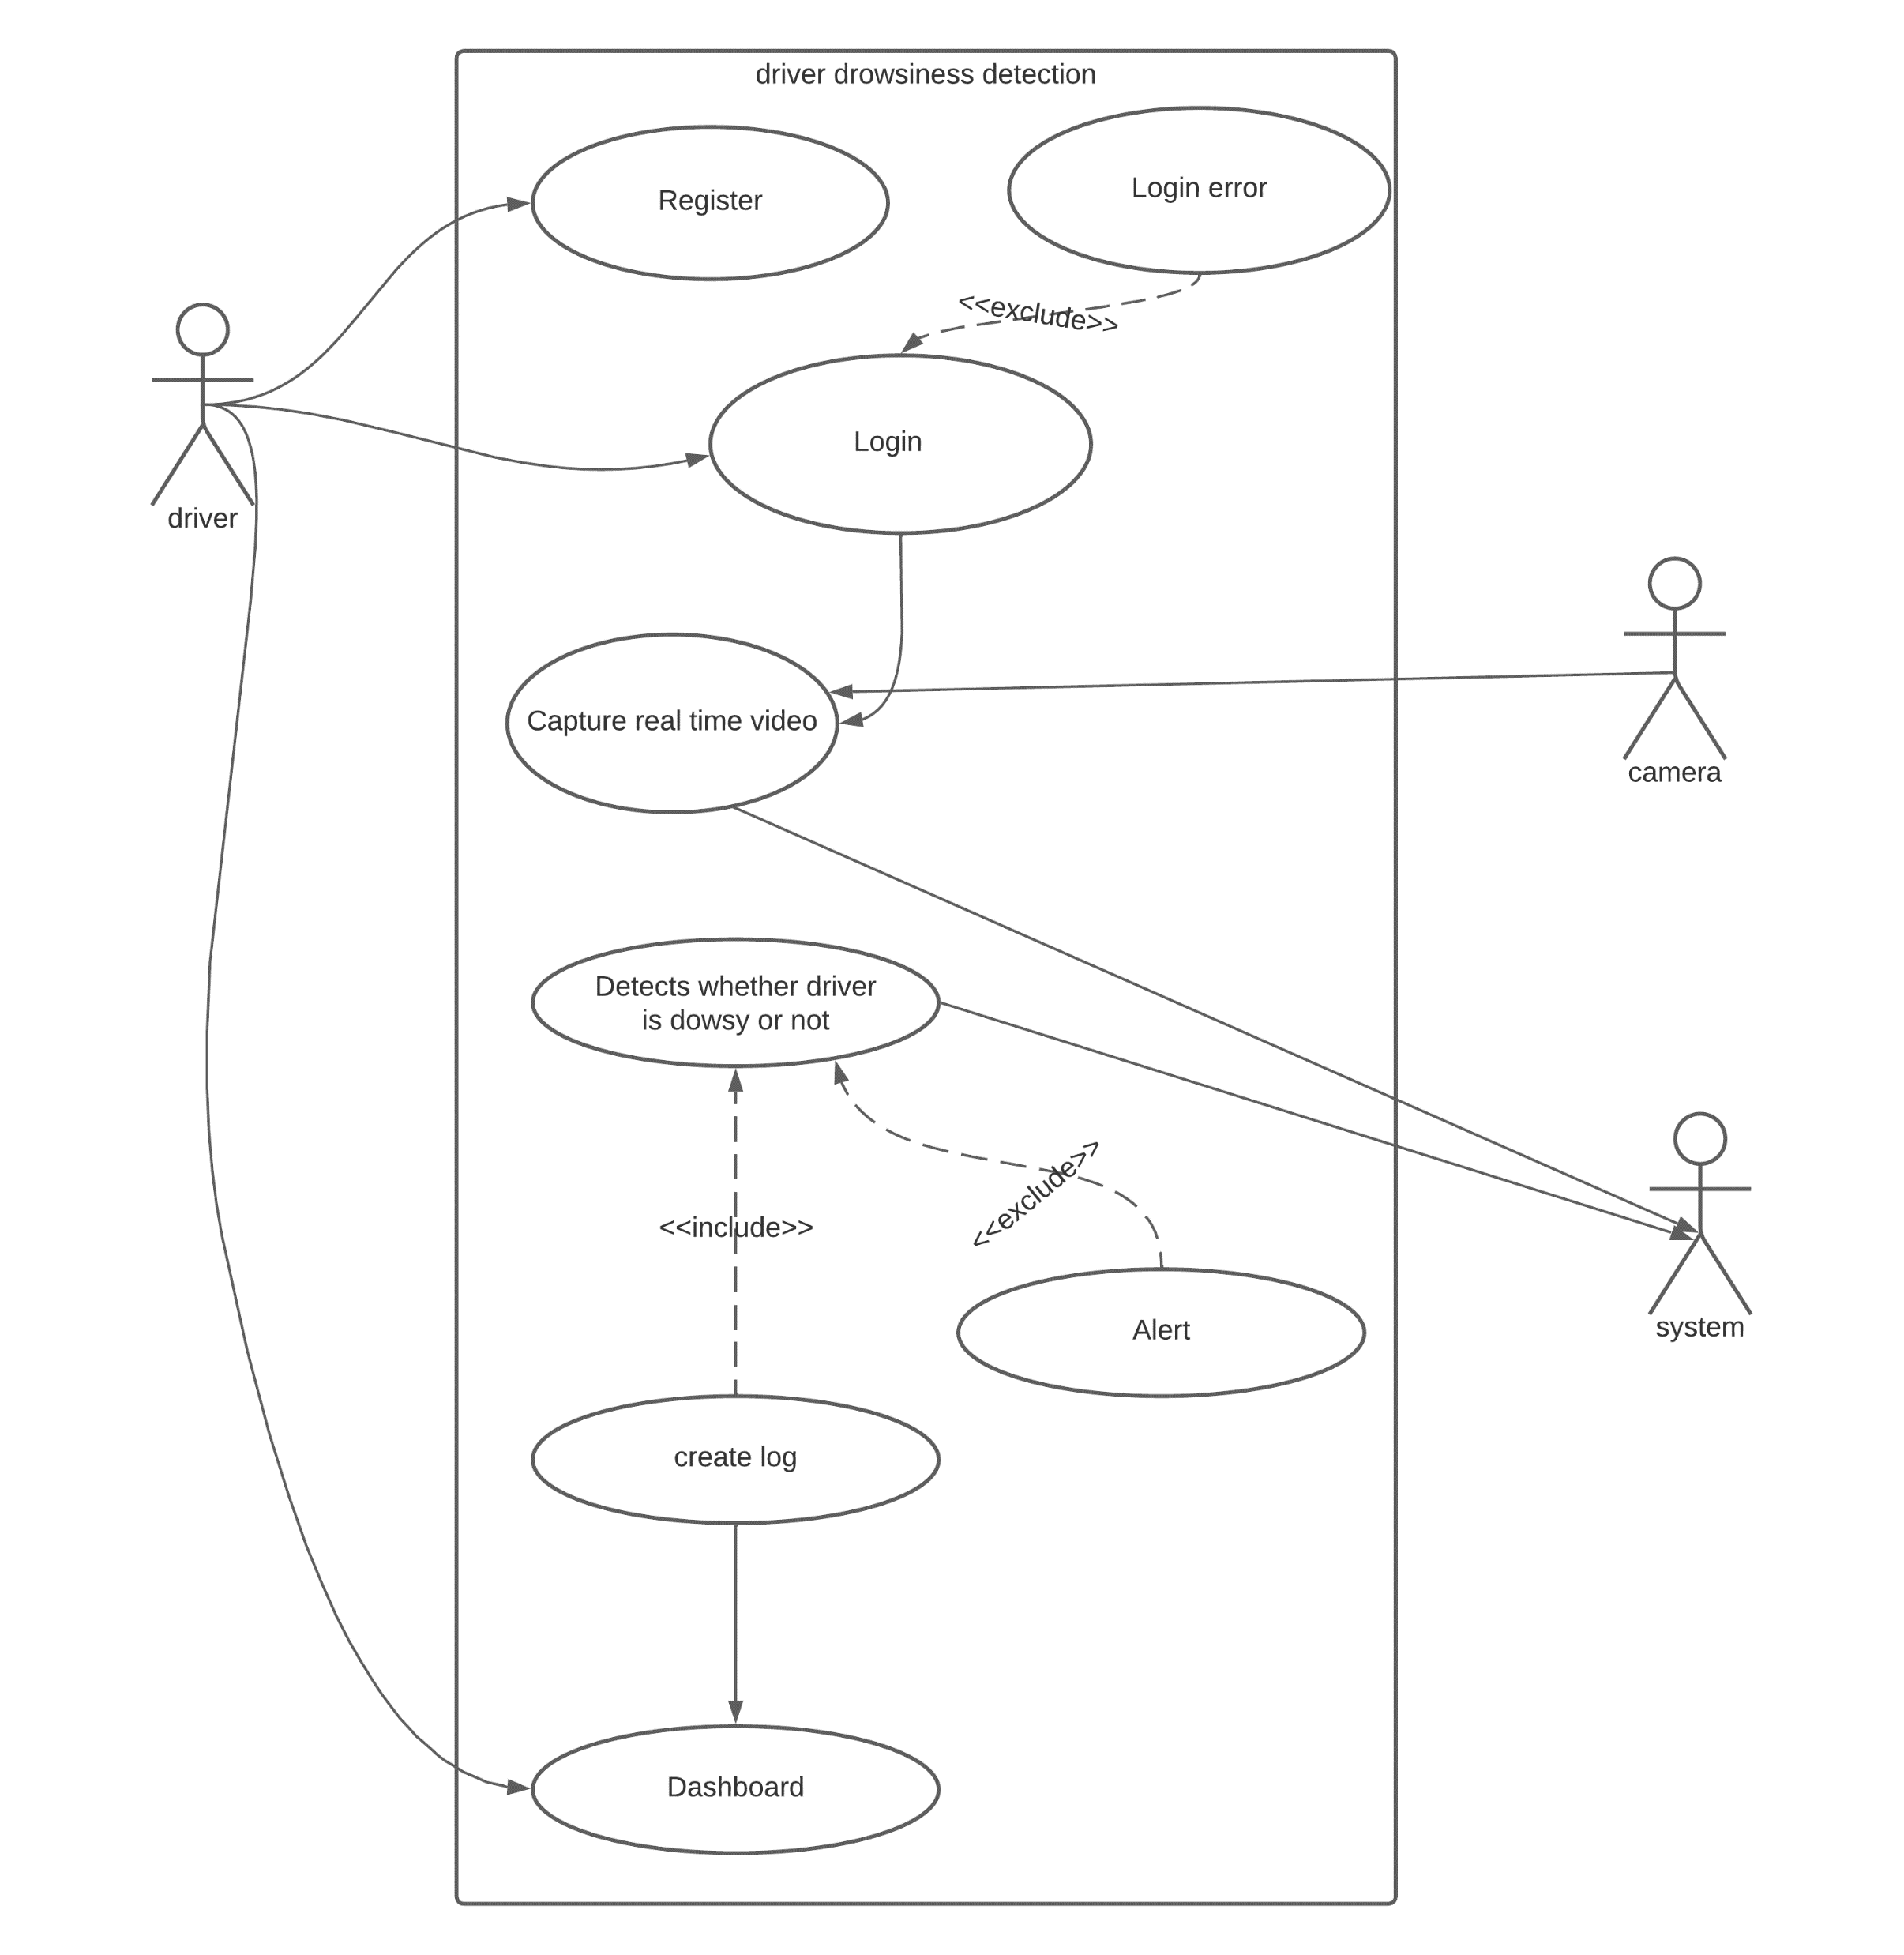 driver drowsiness detection
Register
Login error
<<exclude>>
Login
driver
Capture real time video
camera
Detects whether driver
is dowsy or not
<<exclude>>
<<include>>
Alert
system
create log
Dashboard